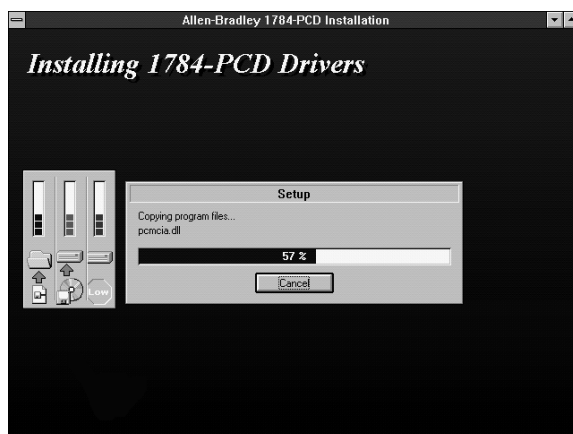 Allen-Bradley 1784-PCD Installation
Installing 1784-PCD Drivers
Setup
Copying program files...
pcmcia.dll
57 %
Cancel
Low